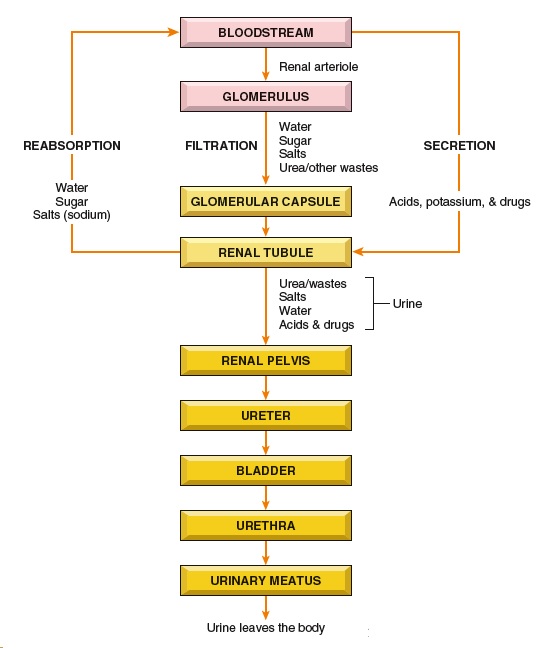 BLOODSTREAM
Renal arteriole
GLOMERULUS
REABSORPTION
Water
Sugar
Salts (sodium)
FILTRATION
Water
Sugar
Salts
Urea/other wastes
SECRETION
Acids, potassium, & drugs
GLOMERULAR CAPSULE
RENAL TUBULE
Urea/wastes
Salts
Water
Acids & drugs
Urine
RENAL PELVIS
URETER
BLADDER
URETHRA
URINARY MEATUS
Urine leaves the body